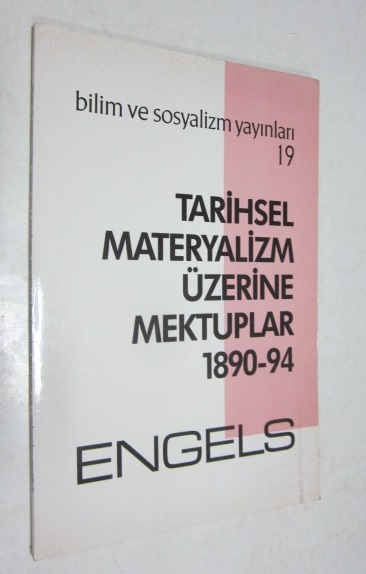 bilim ve sosyalizm yayınları
19
TARİHSEL
MATERYALİZM
ÜZERİNE
MEKTUPLAR
1890-94
ENGELS